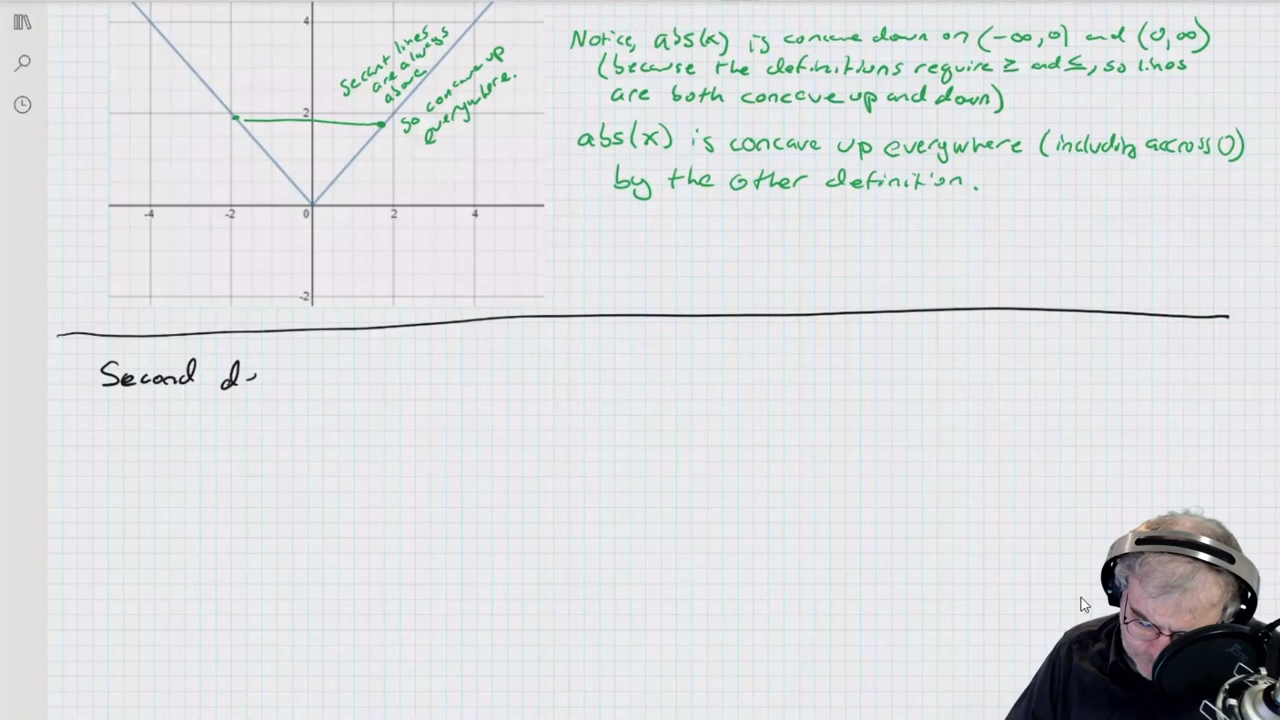 4
2
-4
-2
0
2
4
-2
secant lines
are always
above
so concave up
everywhere.
Notice, abs(x) is concave down on (-∞,0) and (0,∞)
(because the definitions require ≥ and ≤, so lines
are both concave up and down)
abs(x) is concave up everywhere (including accross 0)
by the other definition.
Second d